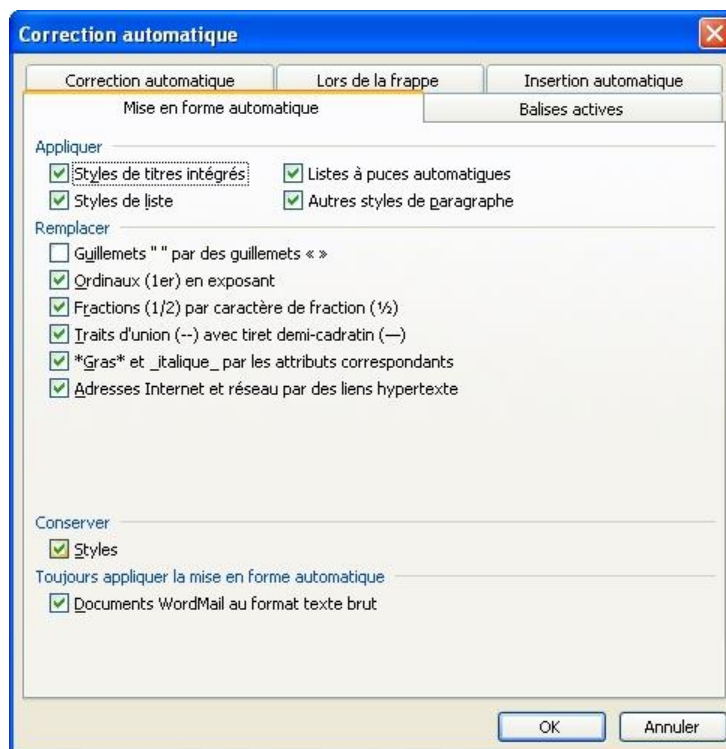 Correction automatique
Correction automatique Lors de la frappe Insertion automatique
Mise en forme automatique Balises actives
Appliquer
Styles de titres intégrés Listes à puces automatiques
Styles de liste Autres styles de paragraphe
Remplacer
Guillemets " " par des guillemets « »
Ordinaux (1er) en exposant
Fractions (1/2) par caractère de fraction (½)
Traits d'union (--) avec tiret demi-cadratin (—)
*Gras* et _italique_ par les attributs correspondants
Adresses Internet et réseau par des liens hypertexte
Conserver
Styles
Toujours appliquer la mise en forme automatique
Documents WordMail au format texte brut
OK Annuler